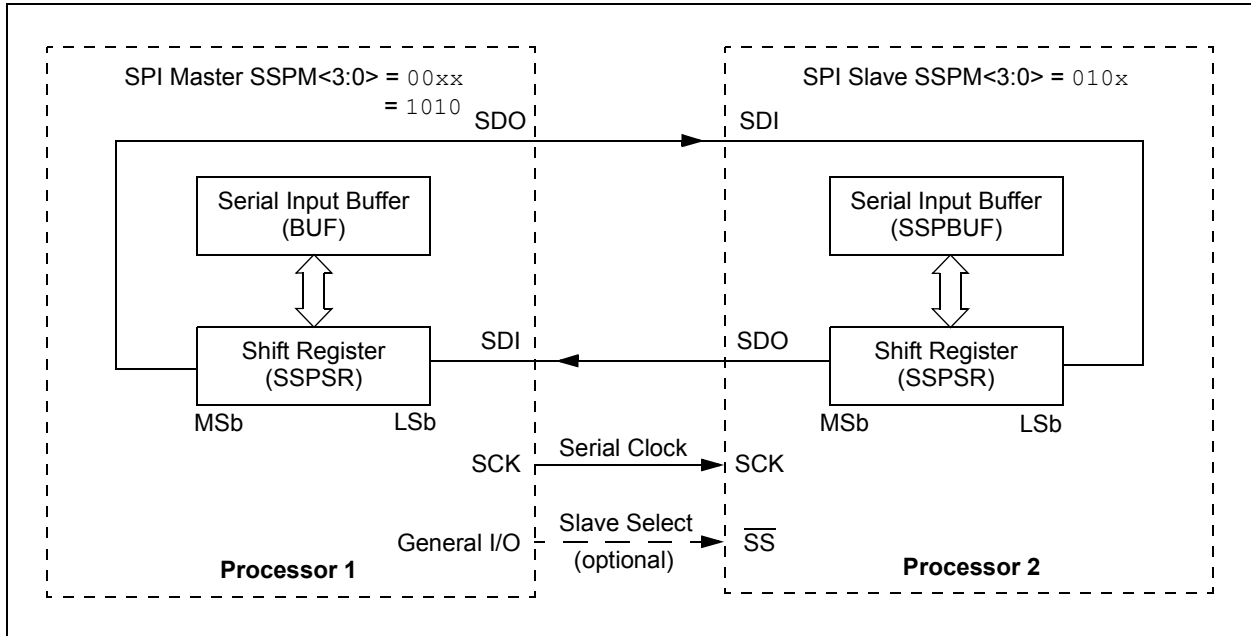 SPI Master SSPM<3:0> = 00xx
= 1010
SDO
Serial Input Buffer
(BUF)
Shift Register
(SSPSR)
MSb
LSb
SDI
SCK
General I/O
Processor 1
Serial Clock
Slave Select
(optional)
SPI Slave SSPM<3:0> = 010x
SDI
Serial Input Buffer
(SSPBUF)
SDO
Shift Register
(SSPSR)
MSb
LSb
SCK
SS
Processor 2